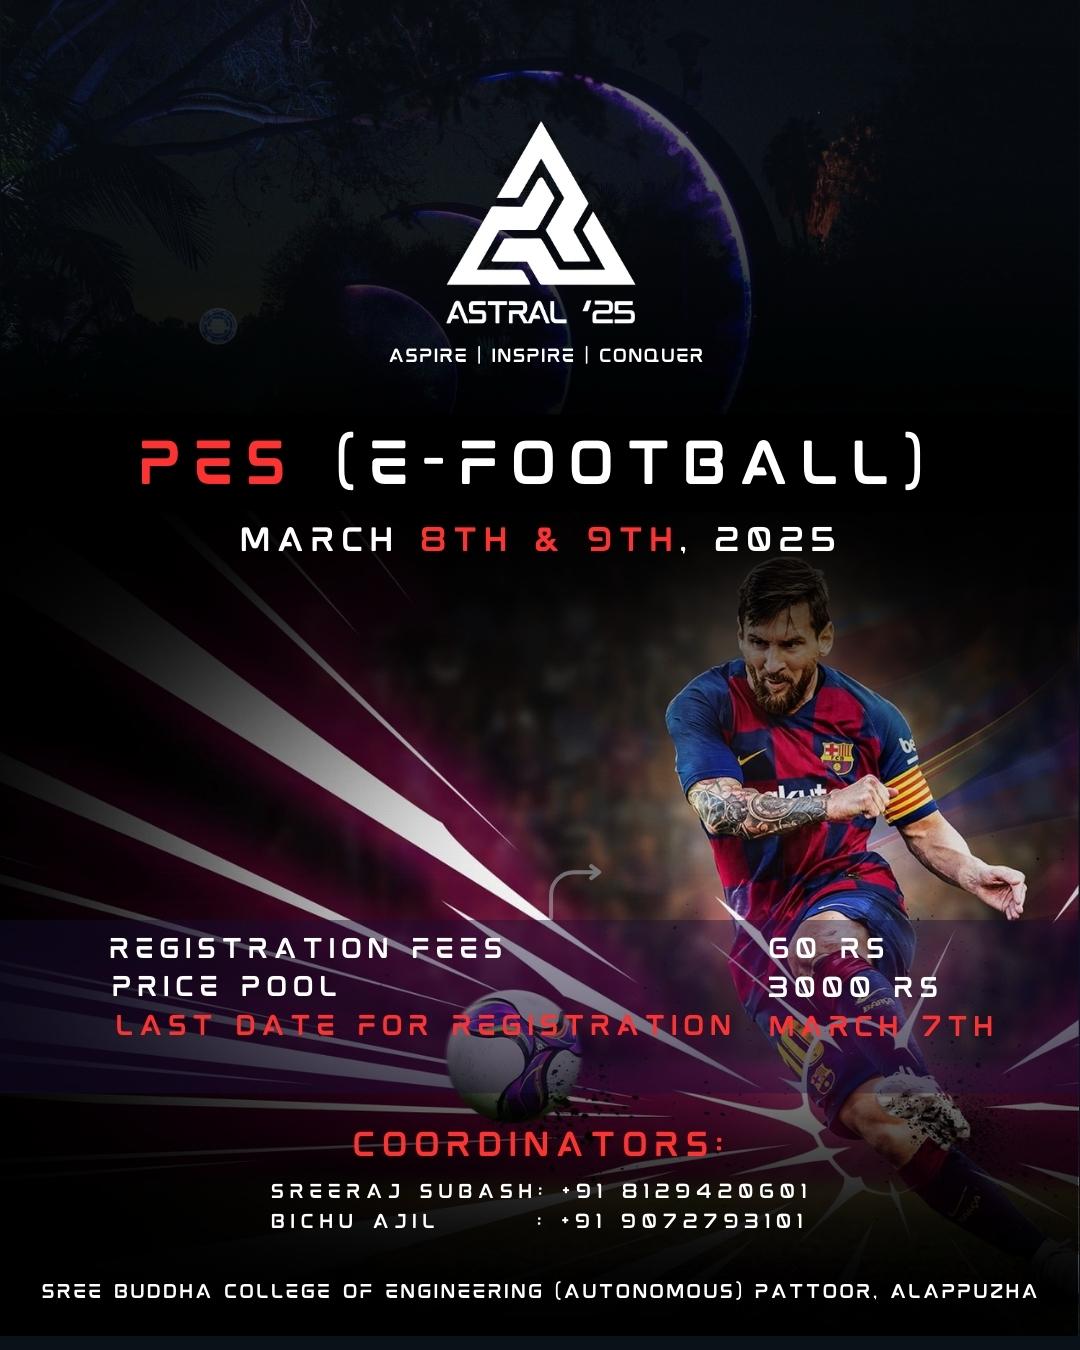 ASTRAL '25
ASPIRE | INSPIRE | CONQUER
PES (E-FOOTBALL)
MARCH 8TH & 9TH, 2025
REGISTRATION FEES 60 RS
PRICE POOL 3000 RS
LAST DATE FOR REGISTRATION MARCH 7TH
COORDINATORS:
SREERAJ SUBASH: +91 8129420601
BICHU AJIL : +91 9072793101
SREE BUDDHA COLLEGE OF ENGINEERING (AUTONOMOUS) PATTOOR, ALAPPUZHA